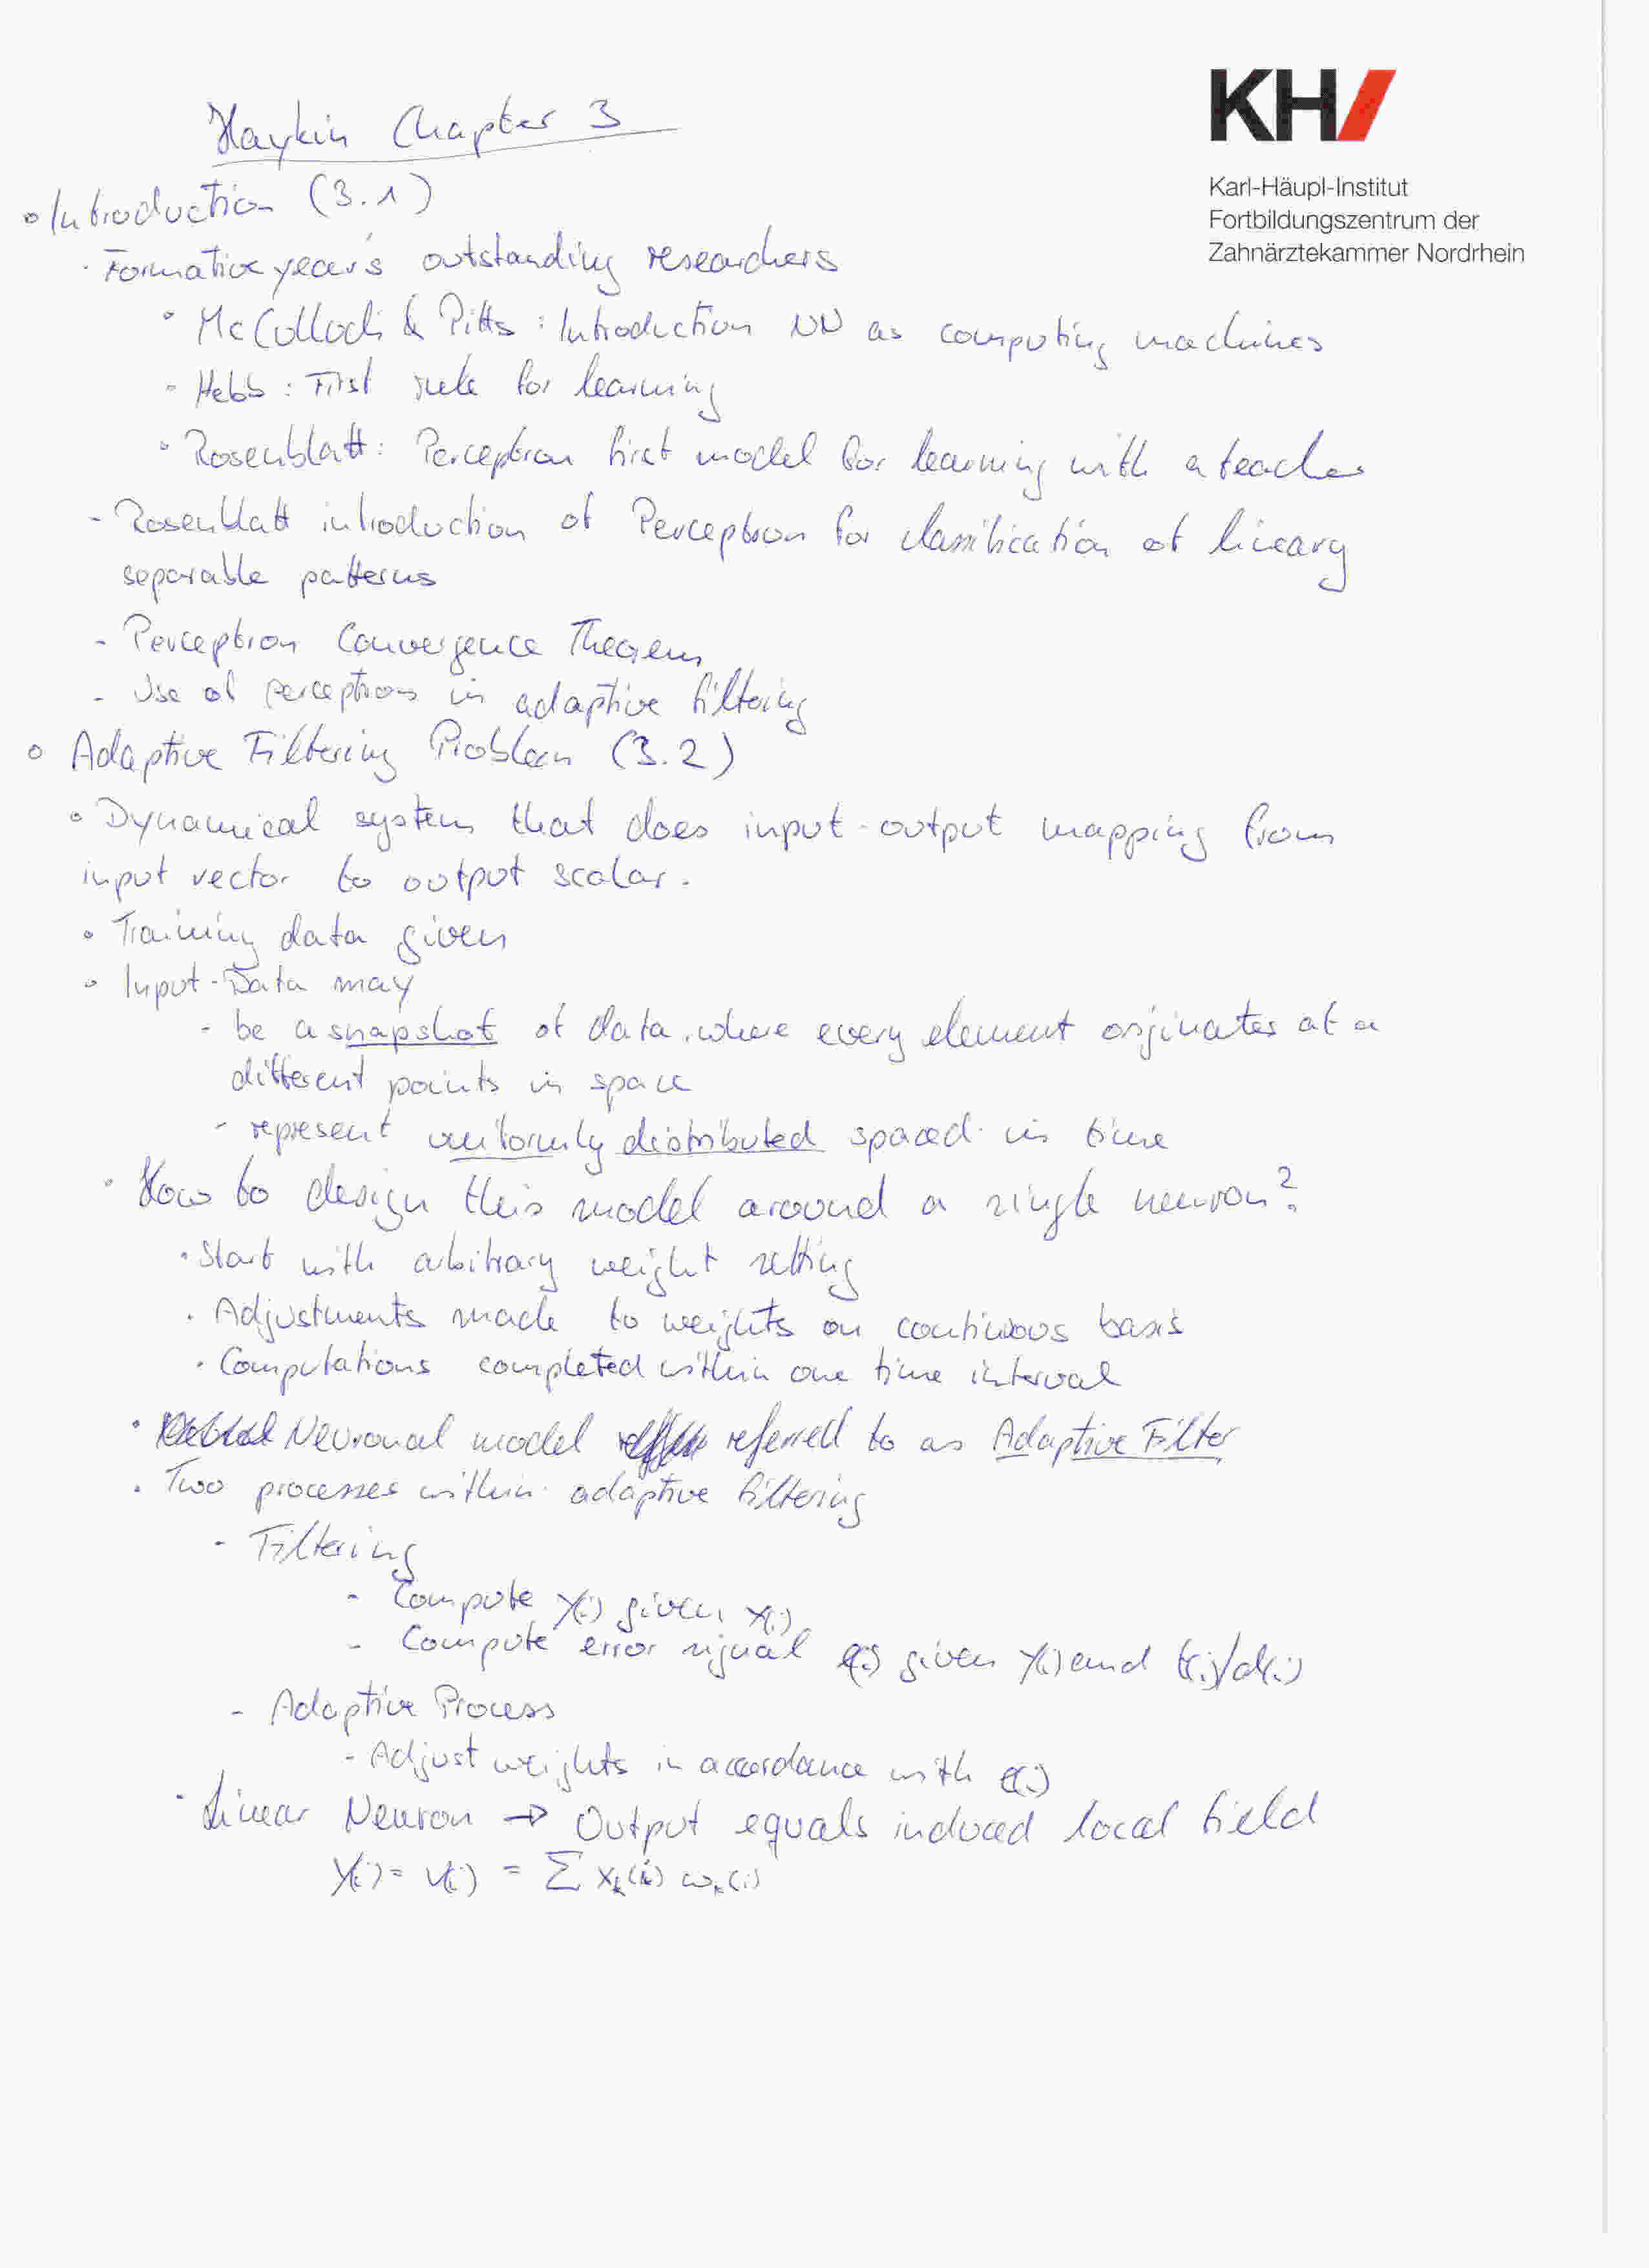 KHI
Karl-Häupl-Institut
Fortbildungszentrum der
Zahnärztekammer Nordrhein
Haykin Chapter 3
◦ Introduction (3.1)
· Formative year's outstanding researchers
◦ McCulloch & Pitts : Introduction NN as computing machines
◦ Hebb : First rule for learning
◦ Rosenblatt : Perceptron first model for learning with a teacher
- Rosenblatt introduction of Perceptron for classification of lineary
separable patterns
- Perceptron Convergence Theorem
- Use of perceptron in adaptive filtering
◦ Adaptive Filtering Problem (3.2)
◦ Dynamical system that does input-output mapping from
input vector to output scalar.
◦ Training data given
◦ Input-Data may
- be a snapshot of data, where every element originates at a
different points in space
- represent uniformly distributed spaced in time
· How to design this model around a single neuron?
· Start with arbitrary weight setting
· Adjustments made to weights on continuous basis
· Computations completed within one time interval
· Neuronal model referred to as Adaptive Filter
· Two processes within adaptive filtering
- Filtering
- Compute y(i) given x(i)
- Compute error signal e(i) given y(i) and t(i)/d(i)
- Adaptive Process
- Adjust weights in accordance with e(i)
· Linear Neuron → Output equals induced local field
y(i) = v(i) = Σ x_k(i) ω_k(i)